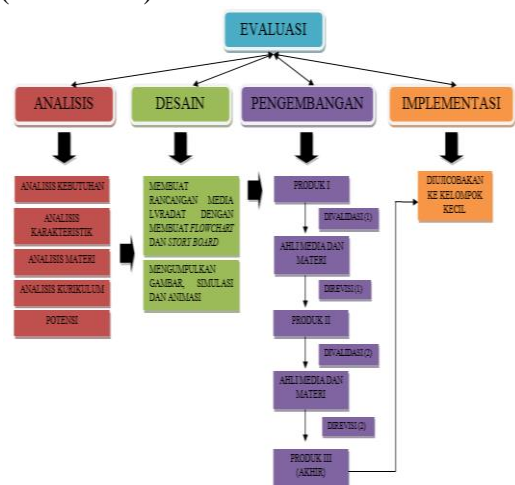 EVALUASI
ANALISIS
DESAIN
PENGEMBANGAN
IMPLEMENTASI
ANALISIS KEBUTUHAN
ANALISIS
KARAKTERISTIK
ANALISIS MATERI
ANALISIS KURIKULUM
POTENSI
MEMBUAT
RANCANGAN MEDIA
LVRADAT DENGAN
MEMBUAT FLOWCHART
DAN STORY BOARD
MENGUMPULKAN
GAMBAR, SIMULASI
DAN ANIMASI
PRODUK I
DIVALIDASI (1)
AHLI MEDIA DAN
MATERI
DIREVISI (1)
PRODUK II
DIVALIDASI (2)
AHLI MEDIA DAN
MATERI
DIREVISI (2)
PRODUK III
(AKHIR)
DIUJICOBAKAN
KE KELOMPOK
KECIL